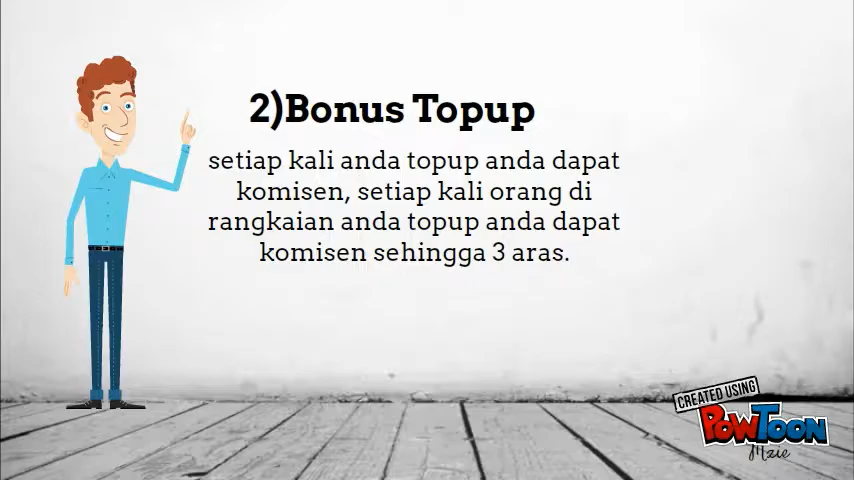 2)Bonus Topup
setiap kali anda topup anda dapat
komisen, setiap kali orang di
rangkaian anda topup anda dapat
komisen sehingga 3 aras.
CREATED USING
POWTOON
Mzie